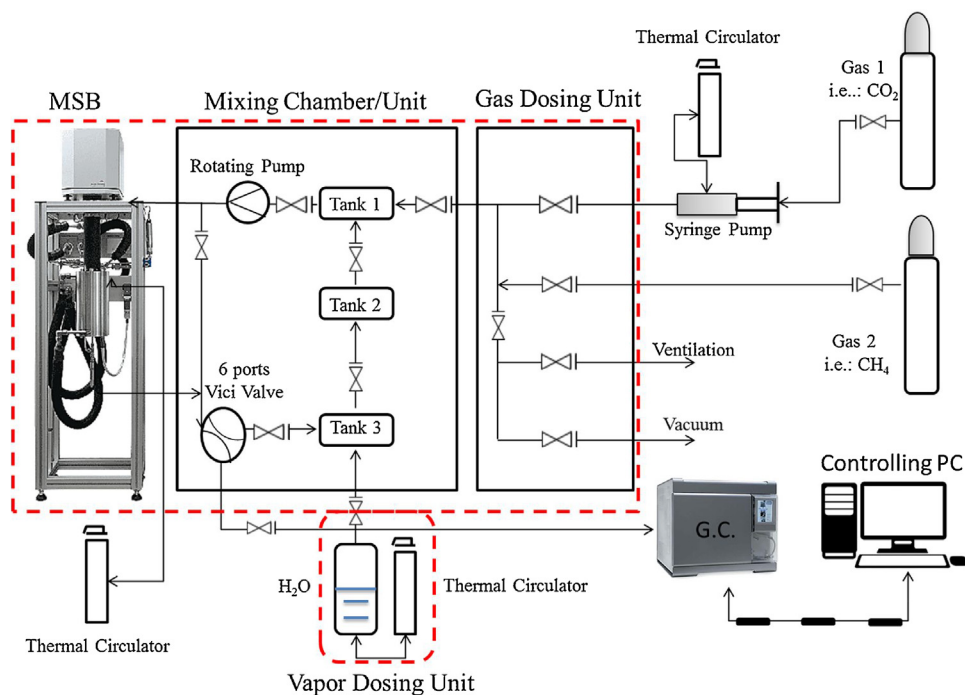 Thermal Circulator
Gas 1
i.e..: CO₂
MSB
Mixing Chamber/Unit
Gas Dosing Unit
Rotating Pump
Tank 1
Syringe Pump
Tank 2
Gas 2
i.e.: CH₄
Ventilation
6 ports
Vici Valve
Tank 3
Vacuum
Controlling PC
G.C.
H₂O
Thermal Circulator
Thermal Circulator
Vapor Dosing Unit